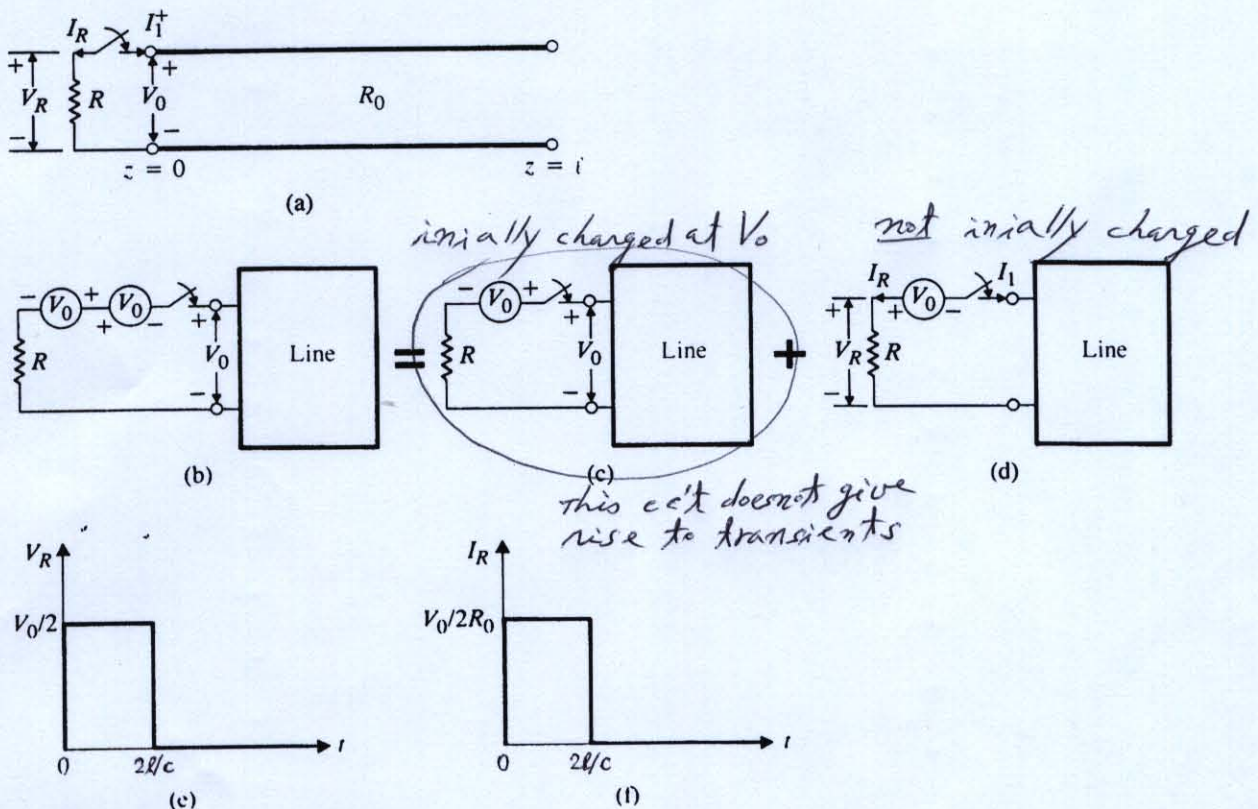 I_R I_1^+
+ + +
V_R R V_0 R_0
− − −
z = 0 z = l
(a)
inially charged at V₀
not inially charged
− V_0 + + V_0 − +
R V_0 Line
−
(b)
=
− V_0 + +
R V_0 Line
−
(c)
+
I_R I_1
+ + V_0 −
V_R R Line
−
(d)
This cc't doesnot give
rise to transients
V_R
V_0/2
0 2ℓ/c t
(e)
I_R
V_0/2R_0
0 2ℓ/c t
(f)